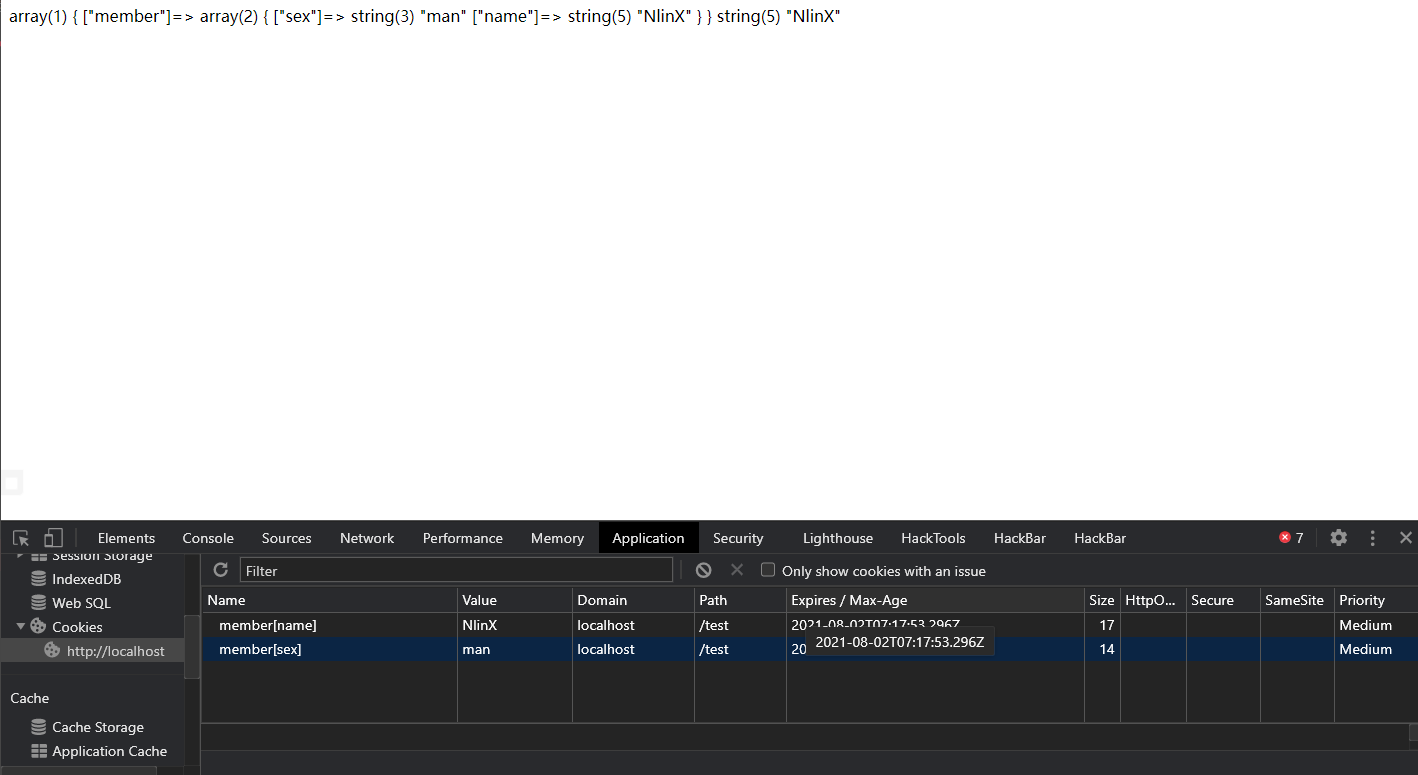 array(1) { ["member"]=> array(2) { ["sex"]=> string(3) "man" ["name"]=> string(5) "NlinX" } } string(5) "NlinX"
Elements Console Sources Network Performance Memory Application Security Lighthouse HackTools HackBar HackBar 7
Session Storage
IndexedDB
Web SQL
Cookies
http://localhost
Cache
Cache Storage
Application Cache
Filter Only show cookies with an issue
Name Value Domain Path Expires / Max-Age Size HttpO... Secure SameSite Priority
member[name] NlinX localhost /test 2021-08-02T07:17:53.296Z 17 Medium
member[sex] man localhost /test 20 14 Medium
2021-08-02T07:17:53.296Z